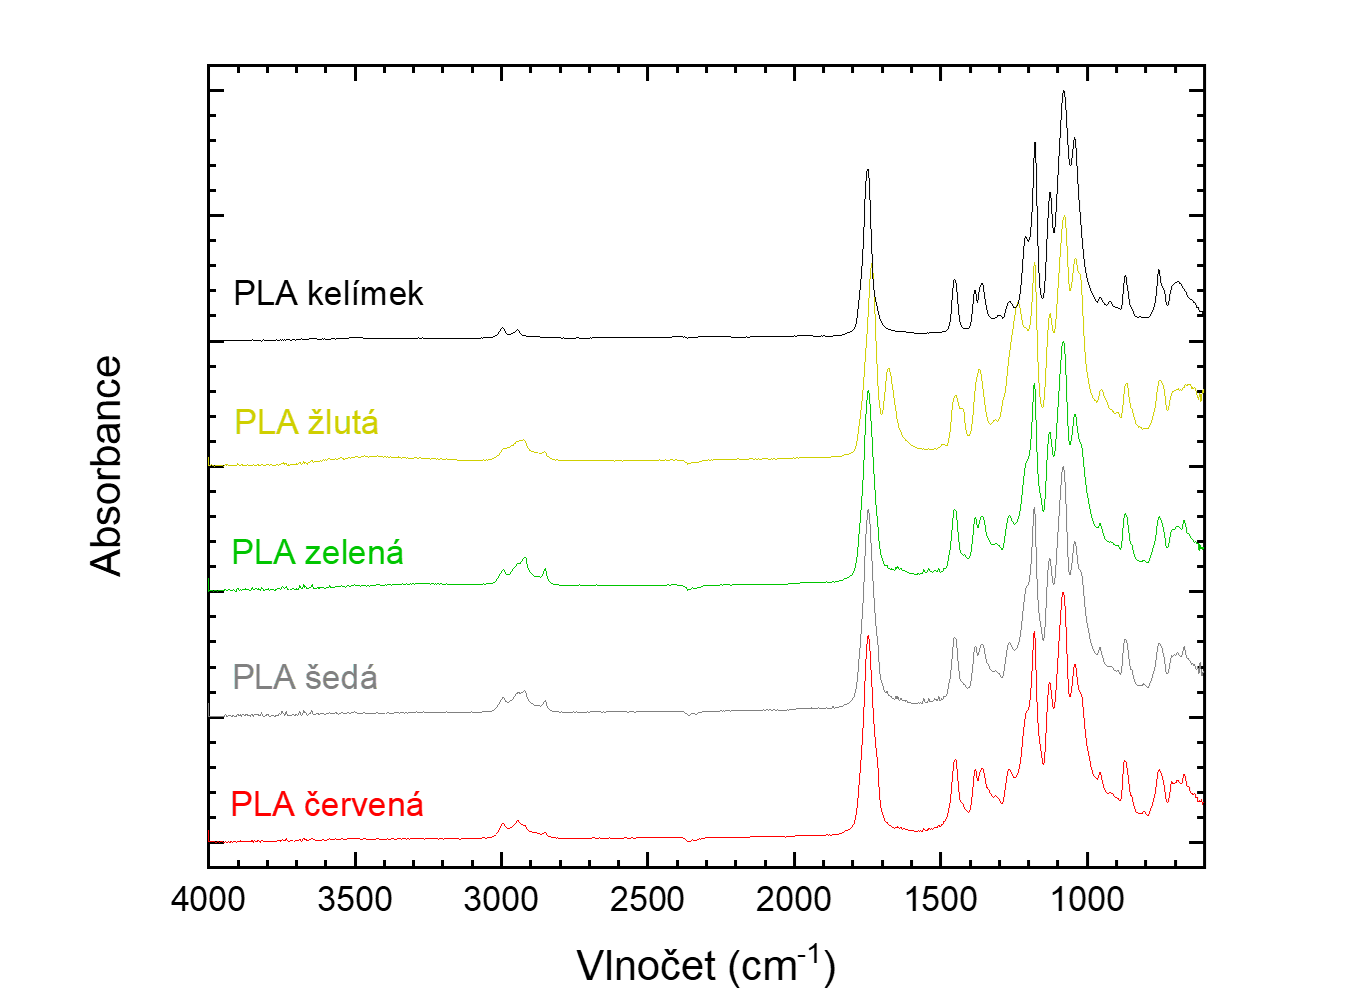 PLA kelímek
PLA žlutá
PLA zelená
PLA šedá
PLA červená
Absorbance
4000 3500 3000 2500 2000 1500 1000
Vlnočet (cm⁻¹)